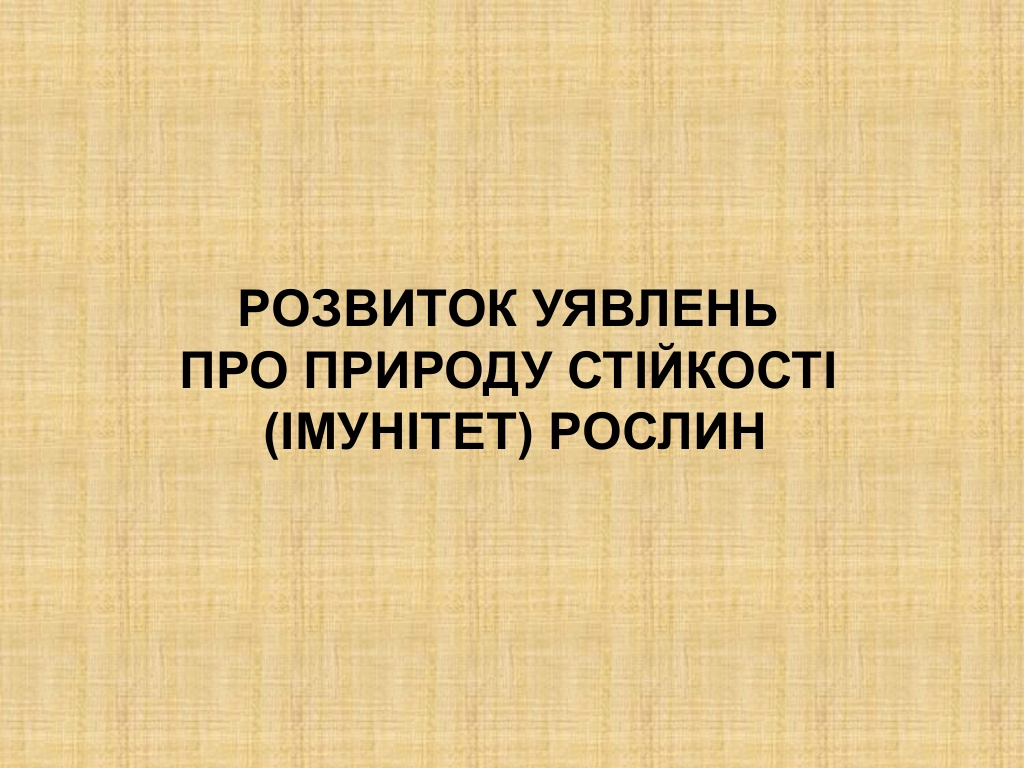 РОЗВИТОК УЯВЛЕНЬ
ПРО ПРИРОДУ СТІЙКОСТІ
(ІМУНІТЕТ) РОСЛИН